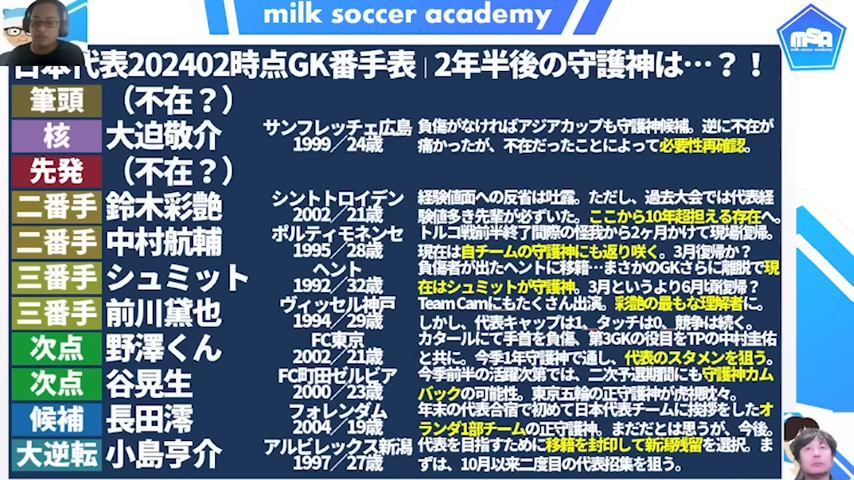 milk soccer academy
MSA
milk soccer academy
日本代表202402時点GK番手表｜2年半後の守護神は…？！
筆頭 （不在？）
核 大迫敬介 サンフレッチェ広島 1999／24歳 負傷がなければアジアカップも守護神候補。逆に不在が
痛かったが、不在だったことによって必要性再確認。
先発 （不在？）
二番手 鈴木彩艶 シントトロイデン 2002／21歳 経験値面への反省は吐露。ただし、過去大会では代表経
験値多き先輩が必ずいた。ここから10年超担える存在へ。
二番手 中村航輔 ポルティモネンセ 1995／28歳 トルコ戦前半終了間際の怪我から2ヶ月かけて現場復帰。
現在は自チームの守護神にも返り咲く。3月復帰か？
三番手 シュミット ヘント 1992／32歳 負傷者が出たヘントに移籍…まさかのGKさらに離脱で現
在はシュミットが守護神。3月というより6月頃復帰？
三番手 前川黛也 ヴィッセル神戸 1994／29歳 Team Camにもたくさん出演。彩艶の最もな理解者に。
しかし、代表キャップは1、タッチは0、競争は続く。
次点 野澤くん FC東京 2002／21歳 カタールにて手首を負傷、第3GKの役目をTPの中村圭佑
と共に。今季1年守護神で通し、代表のスタメンを狙う。
次点 谷晃生 FC町田ゼルビア 2000／23歳 今季前半の活躍次第では、二次予選期間にも守護神カム
バックの可能性。東京五輪の正守護神が虎視眈々。
候補 長田澪 フォレンダム 2004／19歳 年末の代表合宿で初めて日本代表チームに挨拶をしたオ
ランダ1部チームの正守護神。まだだとは思うが、今後。
大逆転 小島亨介 アルビレックス新潟 1997／27歳 代表を目指すために移籍を封印して新潟残留を選択。ま
ずは、10月以来二度目の代表招集を狙う。